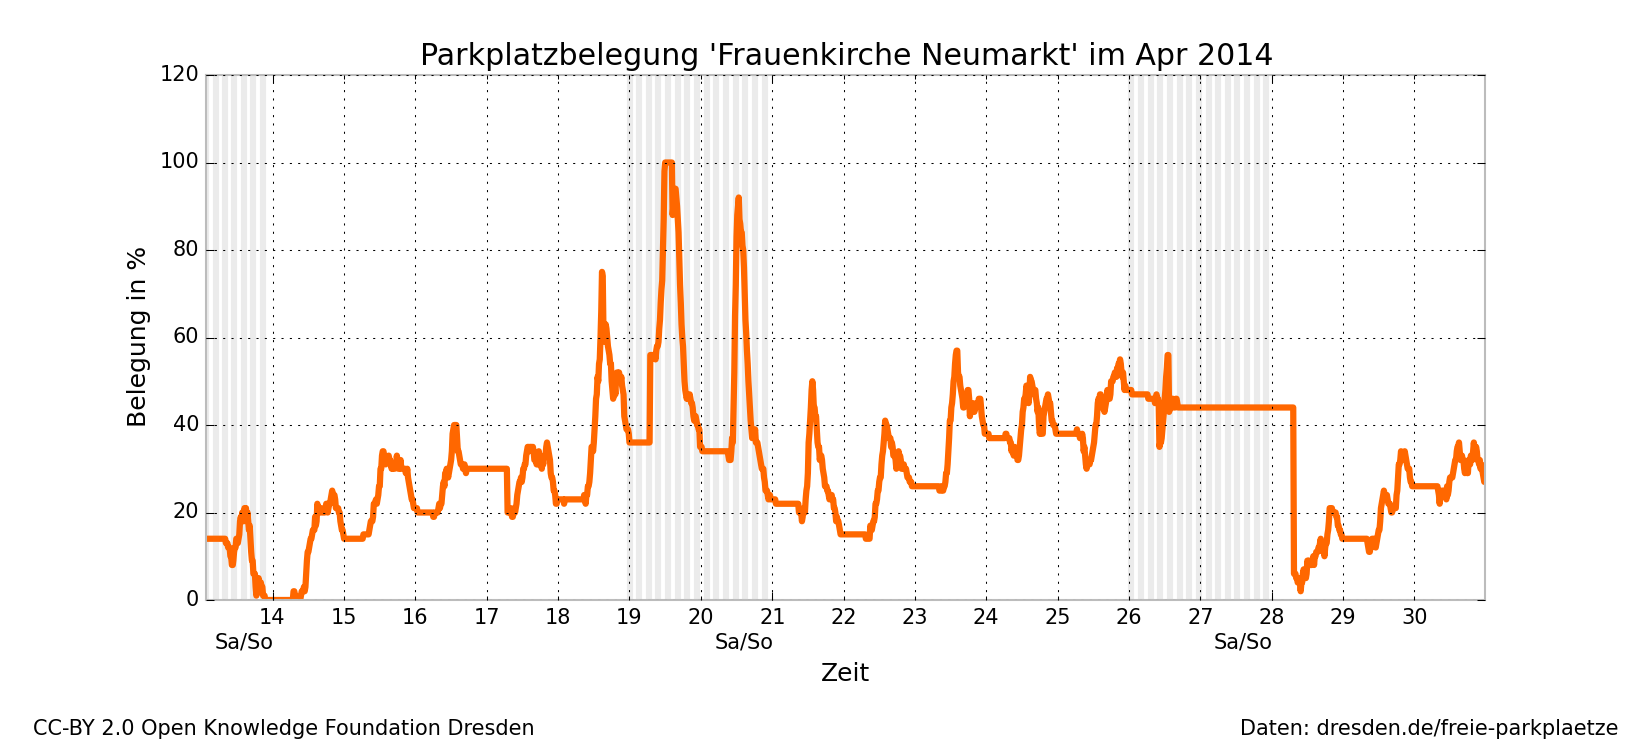 Parkplatzbelegung 'Frauenkirche Neumarkt' im Apr 2014
120
100
80
60
40
20
0
Belegung in %
14 15 16 17 18 19 20 21 22 23 24 25 26 27 28 29 30
Sa/So Sa/So Sa/So
Zeit
CC-BY 2.0 Open Knowledge Foundation Dresden
Daten: dresden.de/freie-parkplaetze